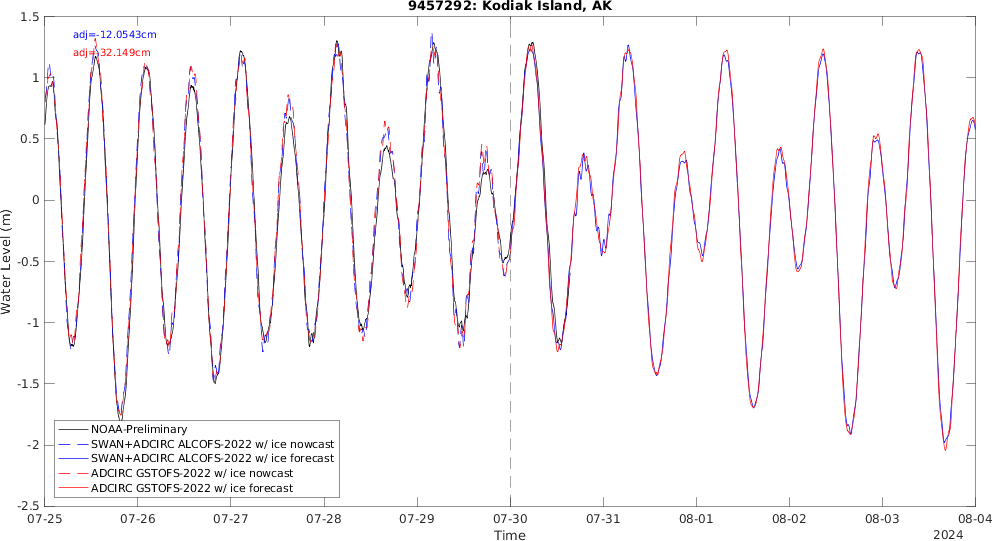 9457292: Kodiak Island, AK
adj=-12.0543cm
adj=-32.149cm
1.5
1
0.5
0
-0.5
-1
-1.5
-2
-2.5
Water Level (m)
NOAA-Preliminary
SWAN+ADCIRC ALCOFS-2022 w/ ice nowcast
SWAN+ADCIRC ALCOFS-2022 w/ ice forecast
ADCIRC GSTOFS-2022 w/ ice nowcast
ADCIRC GSTOFS-2022 w/ ice forecast
07-25 07-26 07-27 07-28 07-29 07-30 07-31 08-01 08-02 08-03 08-04
Time
2024